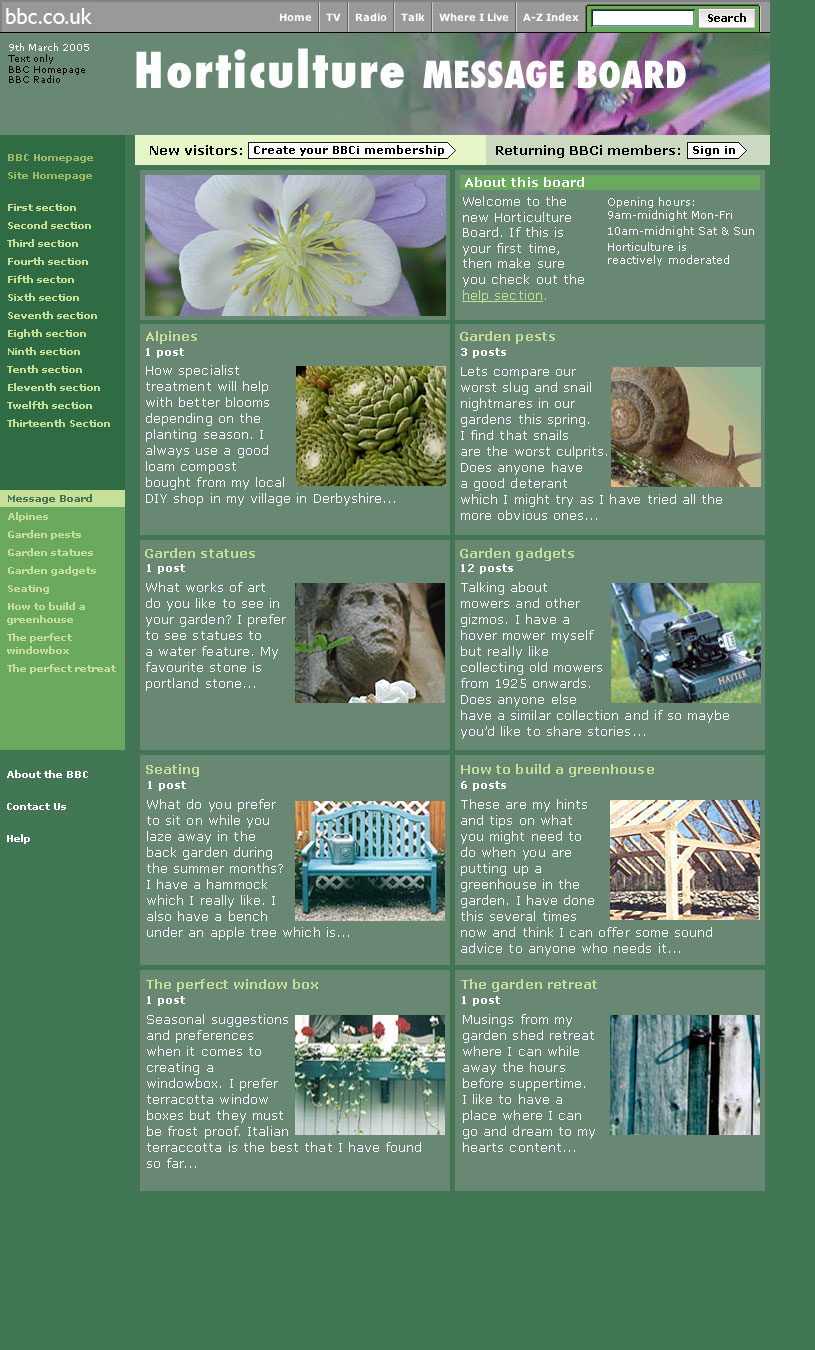 bbc.co.uk
Home TV Radio Talk Where I Live A-Z Index Search
9th March 2005
Text only
BBC Homepage
BBC Radio
Horticulture MESSAGE BOARD
New visitors: Create your BBCi membership
Returning BBCi members: Sign in
BBC Homepage
Site Homepage
First section
Second section
Third section
Fourth section
Fifth secton
Sixth section
Seventh section
Eighth section
Ninth section
Tenth section
Eleventh section
Twelfth section
Thirteenth Section
Message Board
Alpines
Garden pests
Garden statues
Garden gadgets
Seating
How to build a
greenhouse
The perfect
windowbox
The perfect retreat
About the BBC
Contact Us
Help
About this board
Welcome to the
new Horticulture
Board. If this is
your first time,
then make sure
you check out the
help section.
Opening hours:
9am-midnight Mon-Fri
10am-midnight Sat & Sun
Horticulture is
reactively moderated
Alpines
1 post
How specialist
treatment will help
with better blooms
depending on the
planting season. I
always use a good
loam compost
bought from my local
DIY shop in my village in Derbyshire...
Garden pests
3 posts
Lets compare our
worst slug and snail
nightmares in our
gardens this spring.
I find that snails
are the worst culprits.
Does anyone have
a good deterant
which I might try as I have tried all the
more obvious ones...
Garden statues
1 post
What works of art
do you like to see in
your garden? I prefer
to see statues to
a water feature. My
favourite stone is
portland stone...
Garden gadgets
12 posts
Talking about
mowers and other
gizmos. I have a
hover mower myself
but really like
collecting old mowers
from 1925 onwards.
Does anyone else
have a similar collection and if so maybe
you'd like to share stories...
HAYTER
Seating
1 post
What do you prefer
to sit on while you
laze away in the
back garden during
the summer months?
I have a hammock
which I really like. I
also have a bench
under an apple tree which is...
How to build a greenhouse
6 posts
These are my hints
and tips on what
you might need to
do when you are
putting up a
greenhouse in the
garden. I have done
this several times
now and think I can offer some sound
advice to anyone who needs it...
The perfect window box
1 post
Seasonal suggestions
and preferences
when it comes to
creating a
windowbox. I prefer
terracotta window
boxes but they must
be frost proof. Italian
terraccotta is the best that I have found
so far...
The garden retreat
1 post
Musings from my
garden shed retreat
where I can while
away the hours
before suppertime.
I like to have a
place where I can
go and dream to my
hearts content...